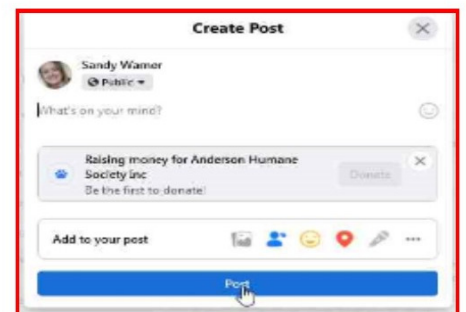 Create Post
Sandy Warner
Public
What's on your mind?
Raising money for Anderson Humane
Society Inc
Be the first to donate!
Donate
Add to your post
Post